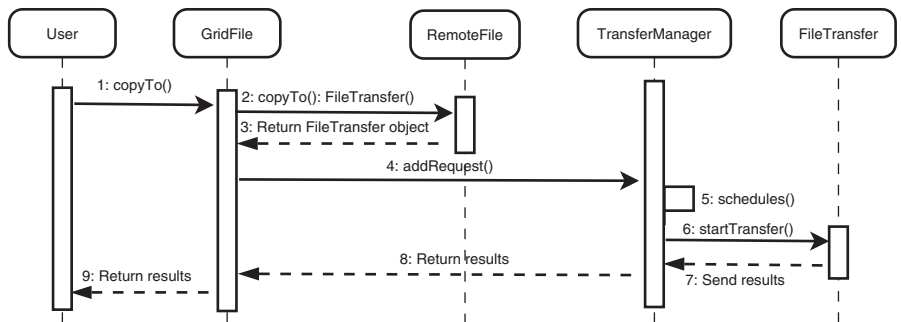 User
GridFile
RemoteFile
TransferManager
FileTransfer
1: copyTo()
2: copyTo(): FileTransfer()
3: Return FileTransfer object
4: addRequest()
5: schedules()
6: startTransfer()
7: Send results
8: Return results
9: Return results